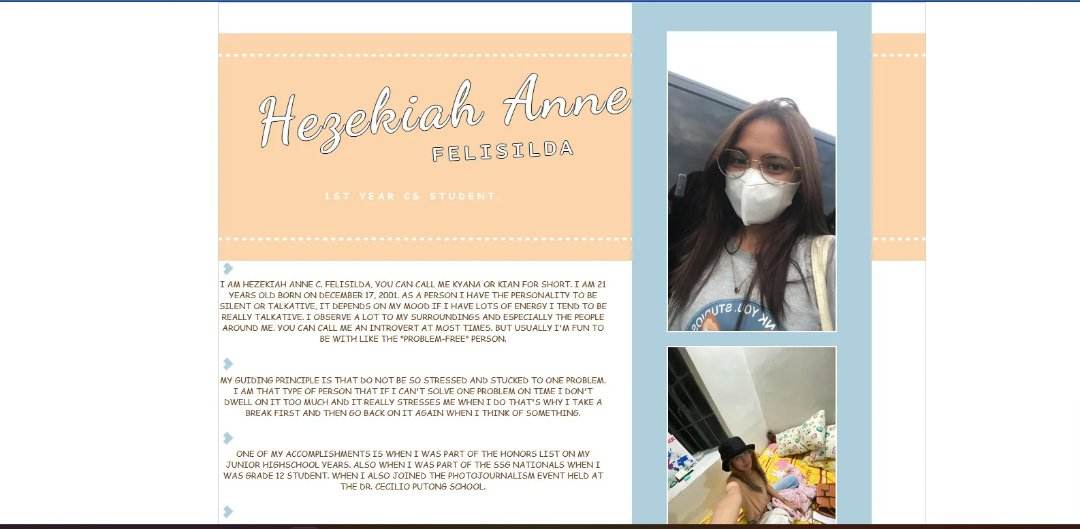 Hezekiah Anne
FELISILDA
1ST YEAR CS STUDENT
I AM HEZEKIAH ANNE C. FELISILDA, YOU CAN CALL ME KYANA OR KIAN FOR SHORT. I AM 21
YEARS OLD BORN ON DECEMBER 17, 2001. AS A PERSON I HAVE THE PERSONALITY TO BE
SILENT OR TALKATIVE, IT DEPENDS ON MY MOOD IF I HAVE LOTS OF ENERGY I TEND TO BE
REALLY TALKATIVE. I OBSERVE A LOT TO MY SURROUNDINGS AND ESPECIALLY THE PEOPLE
AROUND ME. YOU CAN CALL ME AN INTROVERT AT MOST TIMES. BUT USUALLY I'M FUN TO
BE WITH LIKE THE "PROBLEM-FREE" PERSON.
MY GUIDING PRINCIPLE IS THAT DO NOT BE SO STRESSED AND STUCKED TO ONE PROBLEM.
I AM THAT TYPE OF PERSON THAT IF I CAN'T SOLVE ONE PROBLEM ON TIME I DON'T
DWELL ON IT TOO MUCH AND IT REALLY STRESSES ME WHEN I DO THAT'S WHY I TAKE A
BREAK FIRST AND THEN GO BACK ON IT AGAIN WHEN I THINK OF SOMETHING.
ONE OF MY ACCOMPLISHMENTS IS WHEN I WAS PART OF THE HONORS LIST ON MY
JUNIOR HIGHSCHOOL YEARS. ALSO WHEN I WAS PART OF THE SSG NATIONALS WHEN I
WAS GRADE 12 STUDENT. WHEN I ALSO JOINED THE PHOTOJOURNALISM EVENT HELD AT
THE DR. CECILIO PUTONG SCHOOL.